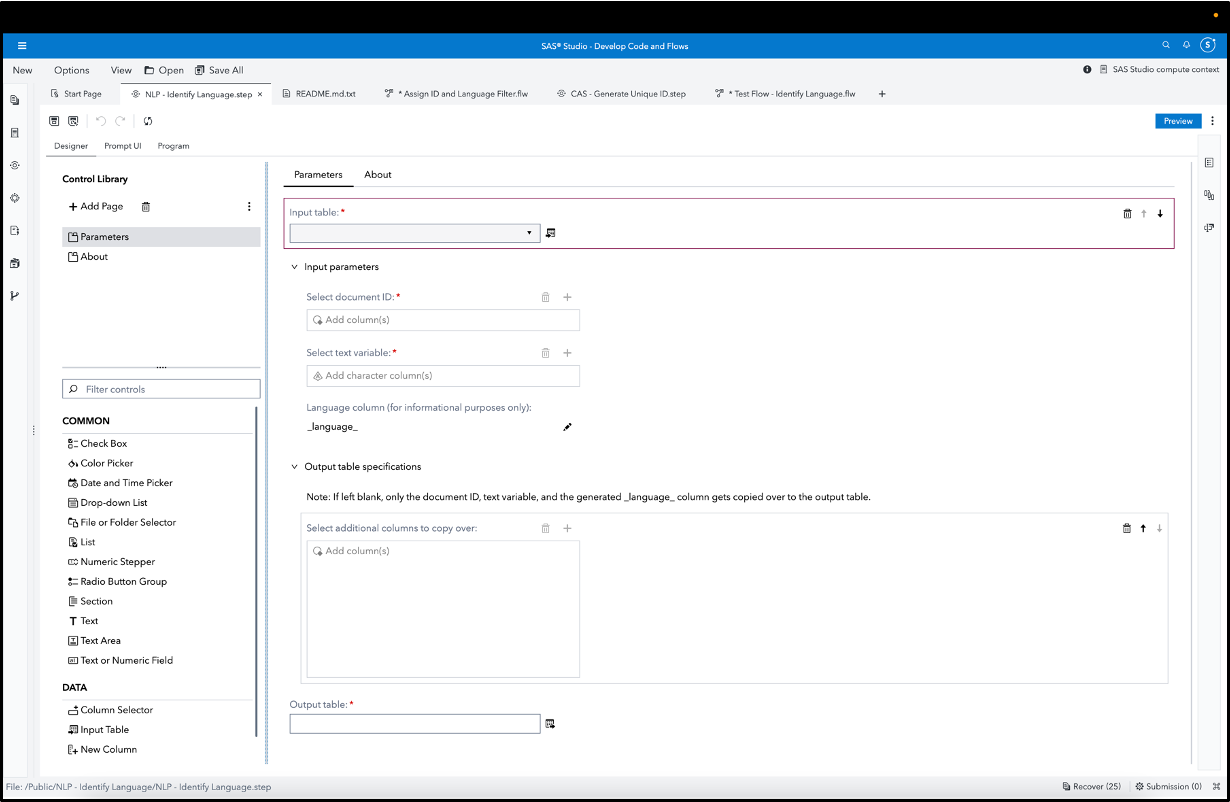 SAS® Studio - Develop Code and Flows
S
New Options View Open Save All SAS Studio compute context
Start Page NLP - Identify Language.step × README.md.txt * Assign ID and Language Filter.flw CAS - Generate Unique ID.step * Test Flow - Identify Language.flw +
Preview
Designer Prompt UI Program
Control Library
+ Add Page
Parameters
About
Filter controls
COMMON
Check Box
Color Picker
Date and Time Picker
Drop-down List
File or Folder Selector
List
Numeric Stepper
Radio Button Group
Section
Text
Text Area
Text or Numeric Field
DATA
Column Selector
Input Table
New Column
Parameters About
Input table:*
Input parameters
Select document ID:*
Add column(s)
Select text variable:*
Add character column(s)
Language column (for informational purposes only):
_language_
Output table specifications
Note: If left blank, only the document ID, text variable, and the generated _language_ column gets copied over to the output table.
Select additional columns to copy over:
Add column(s)
Output table:*
File: /Public/NLP - Identify Language/NLP - Identify Language.step Recover (25) Submission (0)